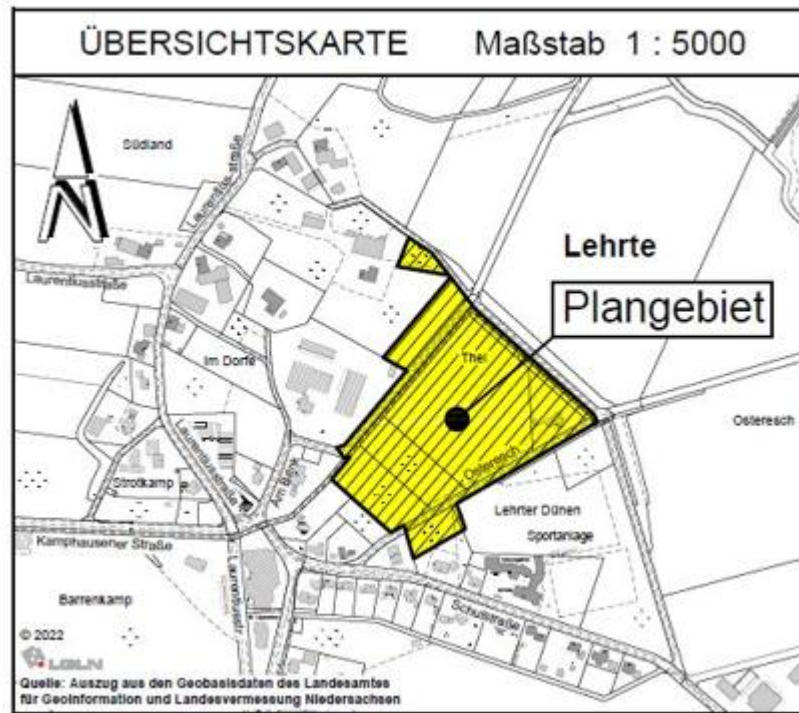 ÜBERSICHTSKARTE Maßstab 1 : 5000
Südland
Laurentiusstraße
Lehrte
Laurentiusstraße
Plangebiet
Im Dorfe
Thei
Osteresch
Laurentiusstraße
Am Brink
Osteresch
Strotkamp
Lehrter Dünen
Sportanlage
Kamphausener Straße
Laurentiusstr
Barrenkamp
Schulstraße
© 2022
LGLN
Quelle: Auszug aus den Geobasisdaten des Landesamtes
für Geoinformation und Landesvermessung Niedersachsen